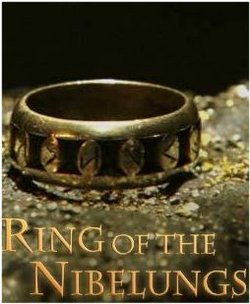 RING OF THE
NIBELUNGS